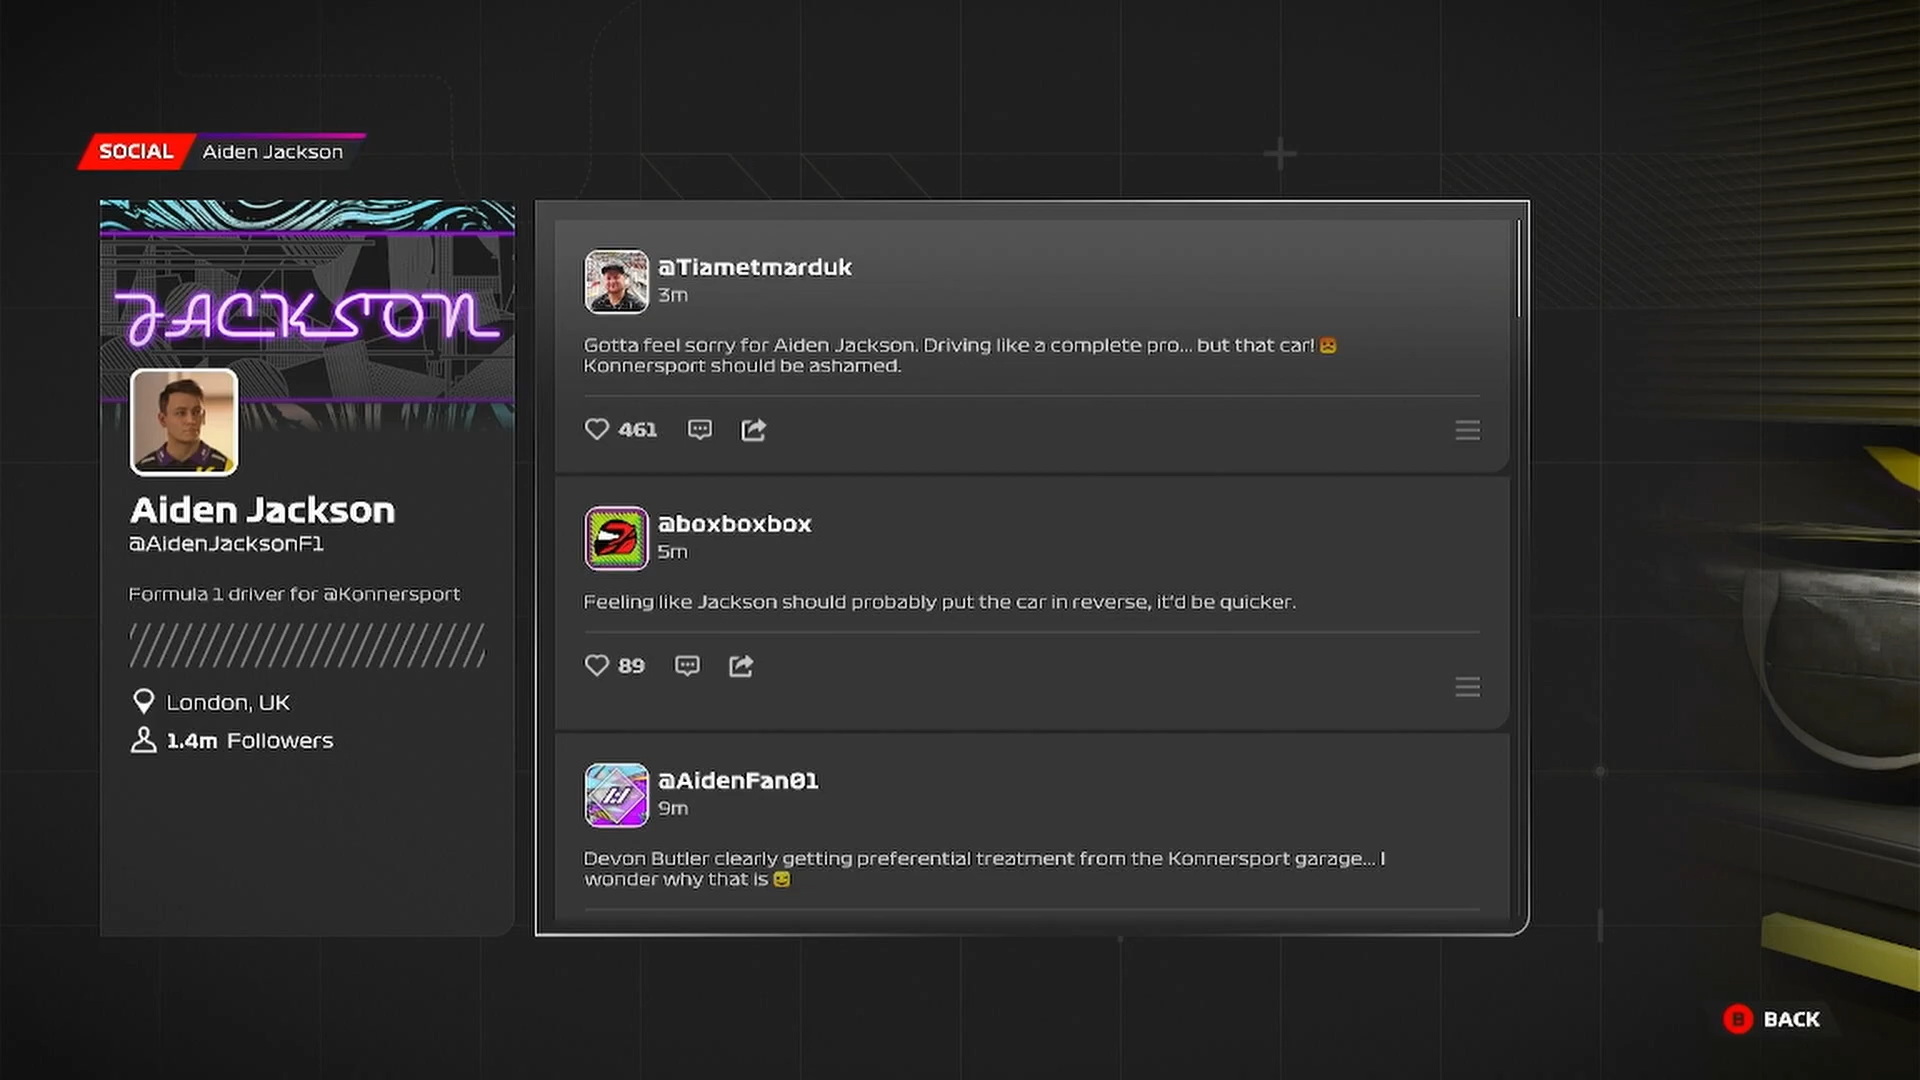 SOCIAL Aiden Jackson
JACKSON
Aiden Jackson
@AidenJacksonF1
Formula 1 driver for @Konnersport
London, UK
1.4m Followers
@Tiametmarduk
3m
Gotta feel sorry for Aiden Jackson. Driving like a complete pro... but that car! 😡
Konnersport should be ashamed.
461
@boxboxbox
5m
Feeling like Jackson should probably put the car in reverse, it'd be quicker.
89
@AidenFan01
9m
Devon Butler clearly getting preferential treatment from the Konnersport garage... I
wonder why that is 😉
B BACK